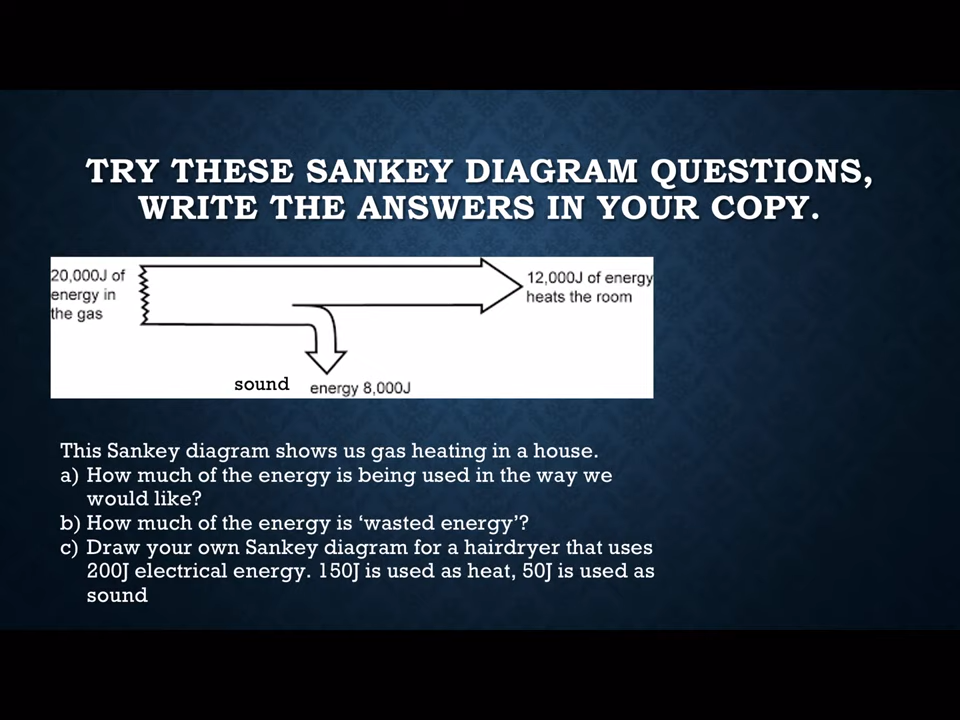 TRY THESE SANKEY DIAGRAM QUESTIONS,
WRITE THE ANSWERS IN YOUR COPY.
20,000J of
energy in
the gas
12,000J of energy
heats the room
sound energy 8,000J
This Sankey diagram shows us gas heating in a house.
a) How much of the energy is being used in the way we
would like?
b) How much of the energy is ‘wasted energy’?
c) Draw your own Sankey diagram for a hairdryer that uses
200J electrical energy. 150J is used as heat, 50J is used as
sound